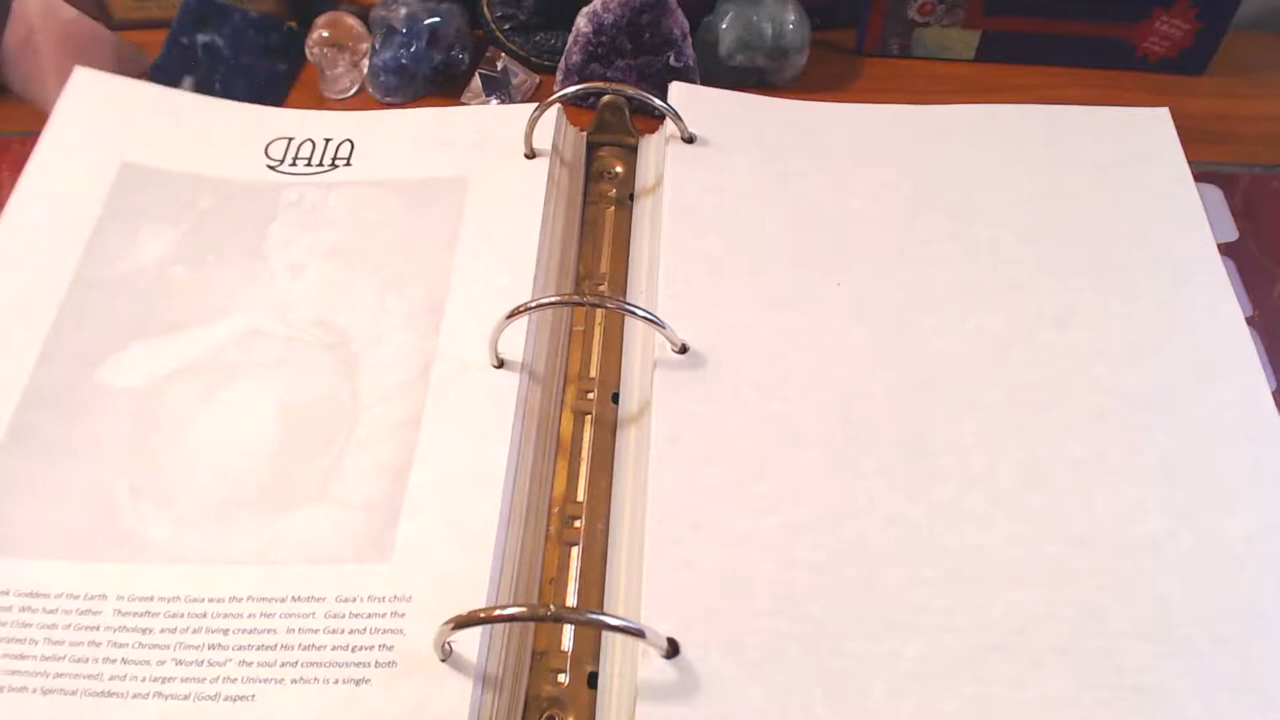 GAIA
Goddess of the Earth. In Greek myth Gaia was the Primeval Mother. Gaia's first child
Who had no father. Thereafter Gaia took Uranos as Her consort. Gaia became the
Elder Gods of Greek mythology, and of all living creatures. In time Gaia and Uranos,
by Their son the Titan Chronos (Time) Who castrated His father and gave the
modern belief Gaia is the Nouos, or "World Soul" -the soul and consciousness both
commonly perceived), and in a larger sense of the Universe, which is a single,
both a Spiritual (Goddess) and Physical (God) aspect.